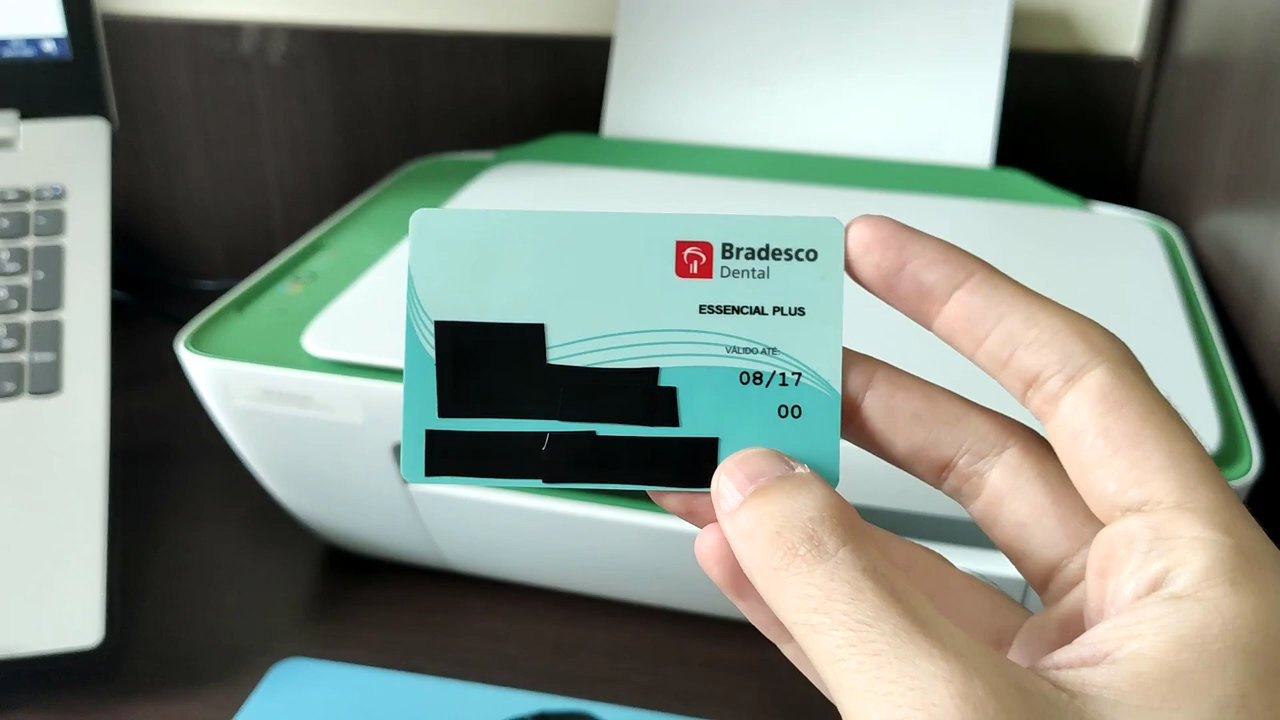 Bradesco
Dental
ESSENCIAL PLUS
VÁLIDO ATÉ:
08/17
00